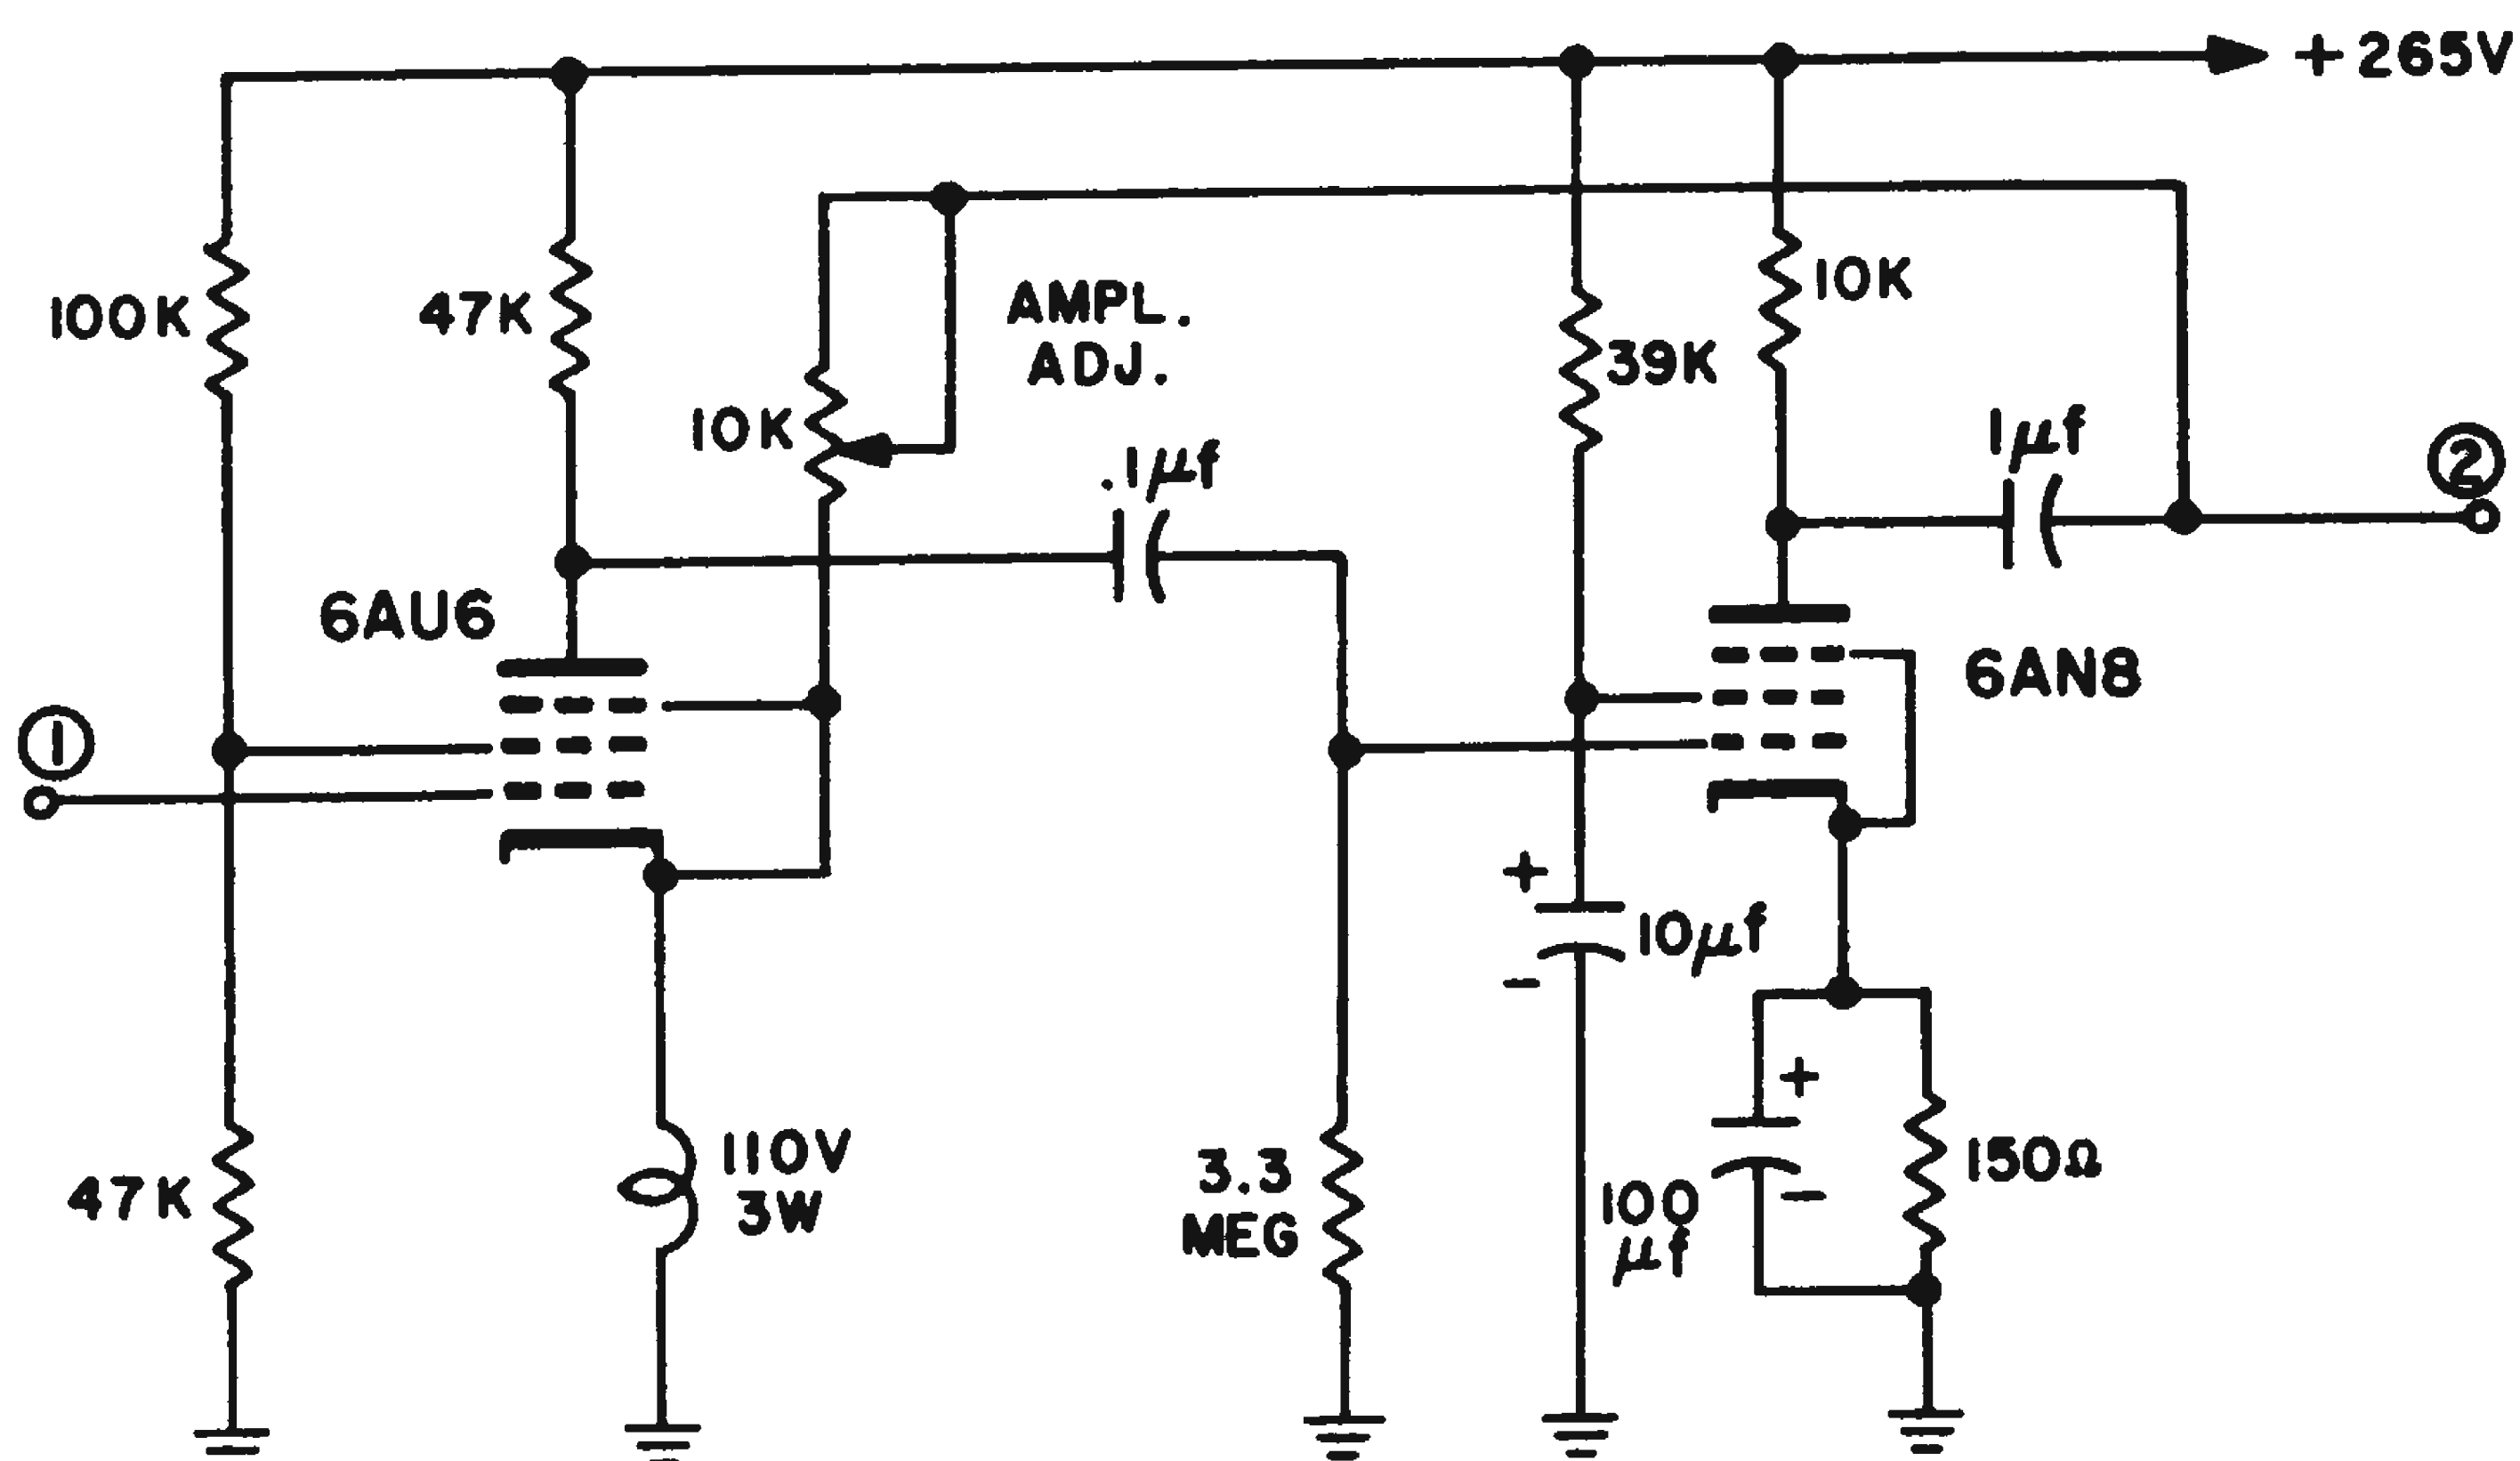 +265V
100K
47K
AMPL.
ADJ.
10K
39K
10K
.1µf
1µf
2
6AU6
6AN8
1
+
10µf
-
+
110V
3W
3.3
MEG
100
µf
-
150Ω
47K